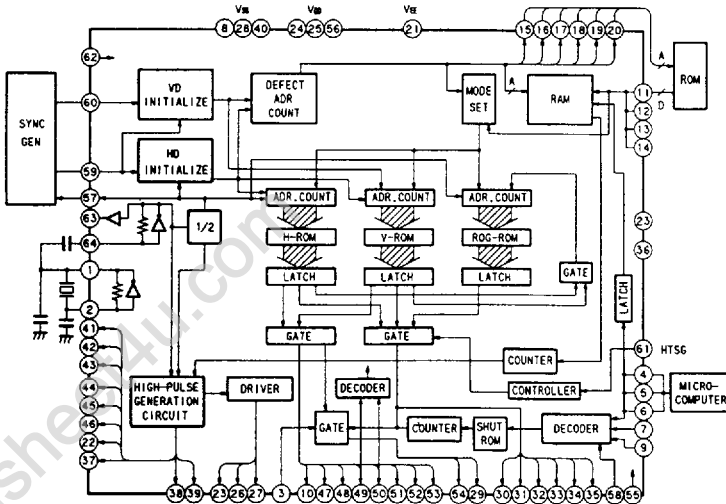 VSS VDD VEE
8 28 40 24 25 56 21 15 16 17 18 19 20
62
A
ROM
60 VD INITIALIZE DEFECT ADR COUNT MODE SET A RAM 11 D
12
13
14
SYNC GEN
59 HD INITIALIZE
57
63 1/2 ADR. COUNT ADR. COUNT ADR. COUNT
23
64 H-ROM V-ROM ROG-ROM
36
1 LATCH LATCH LATCH GATE
LATCH
2
41 GATE GATE
61 HTSG
42 COUNTER
43 4
44 HIGH-PULSE GENERATION CIRCUIT DRIVER DECODER CONTROLLER 5 MICRO-COMPUTER
45 6
46 GATE COUNTER SHUT ROM DECODER 7
22 9
37
38 39 23 26 27 3 10 47 48 49 50 51 52 53 54 29 30 31 32 33 34 35 58 55
sheet4u.com